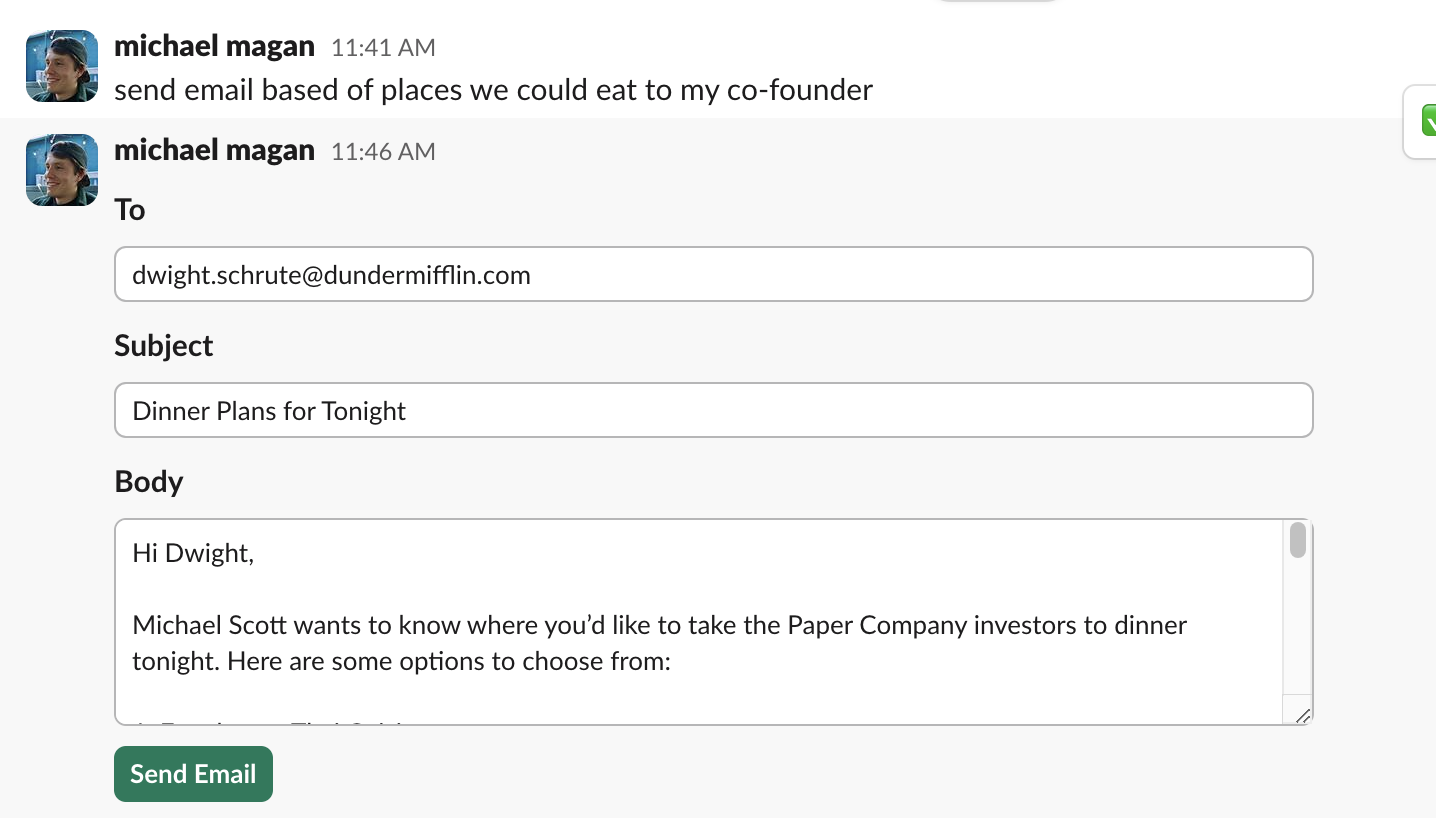 michael magan 11:41 AM
send email based of places we could eat to my co-founder
michael magan 11:46 AM
To
dwight.schrute@dundermifflin.com
Subject
Dinner Plans for Tonight
Body
Hi Dwight,
Michael Scott wants to know where you’d like to take the Paper Company investors to dinner
tonight. Here are some options to choose from:
Send Email